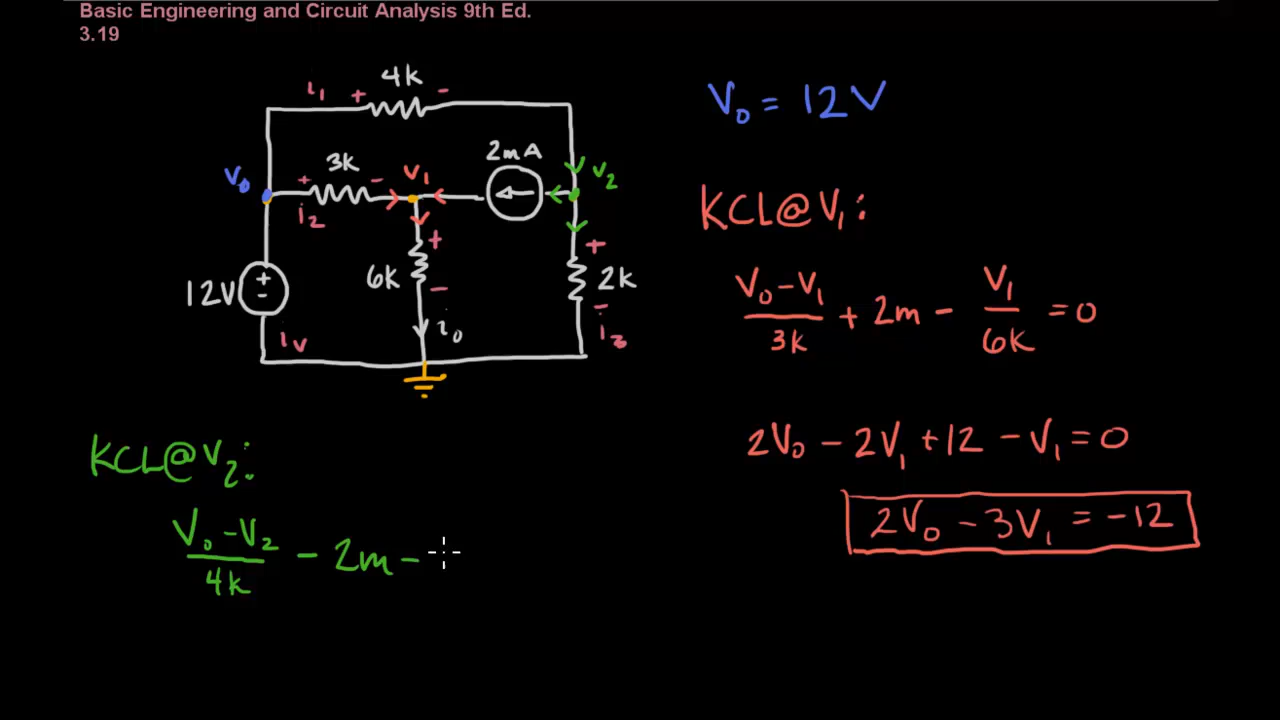 Basic Engineering and Circuit Analysis 9th Ed.
3.19
4k
i₁ + -
2mA
3k
V₀ + - V₁ V₂
i₂
+ +
12V + - 6k 2k
- -
i₀ i₃
iᵥ
V₀ = 12V
KCL@V₁:
(V₀ - V₁)/3k + 2m - V₁/6k = 0
2V₀ - 2V₁ + 12 - V₁ = 0
2V₀ - 3V₁ = -12
KCL@V₂:
(V₀ - V₂)/4k - 2m -